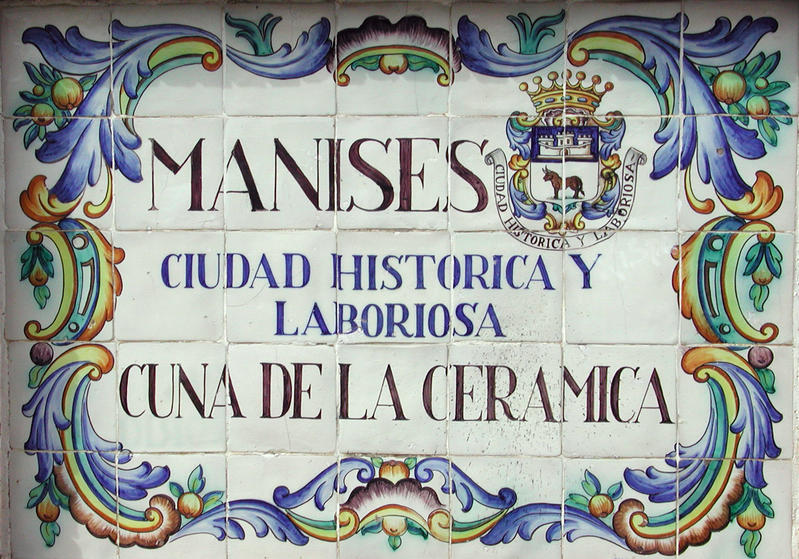 MANISES
CIUDAD HISTORICA Y LABORIOSA
CIUDAD HISTORICA Y
LABORIOSA
CUNA DE LA CERAMICA